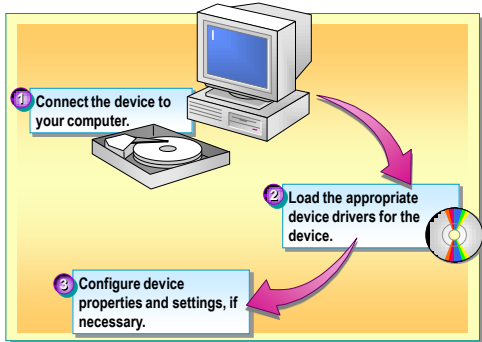 1
Connect the device to
your computer.
2
Load the appropriate
device drivers for the
device.
3
Configure device
properties and settings, if
necessary.